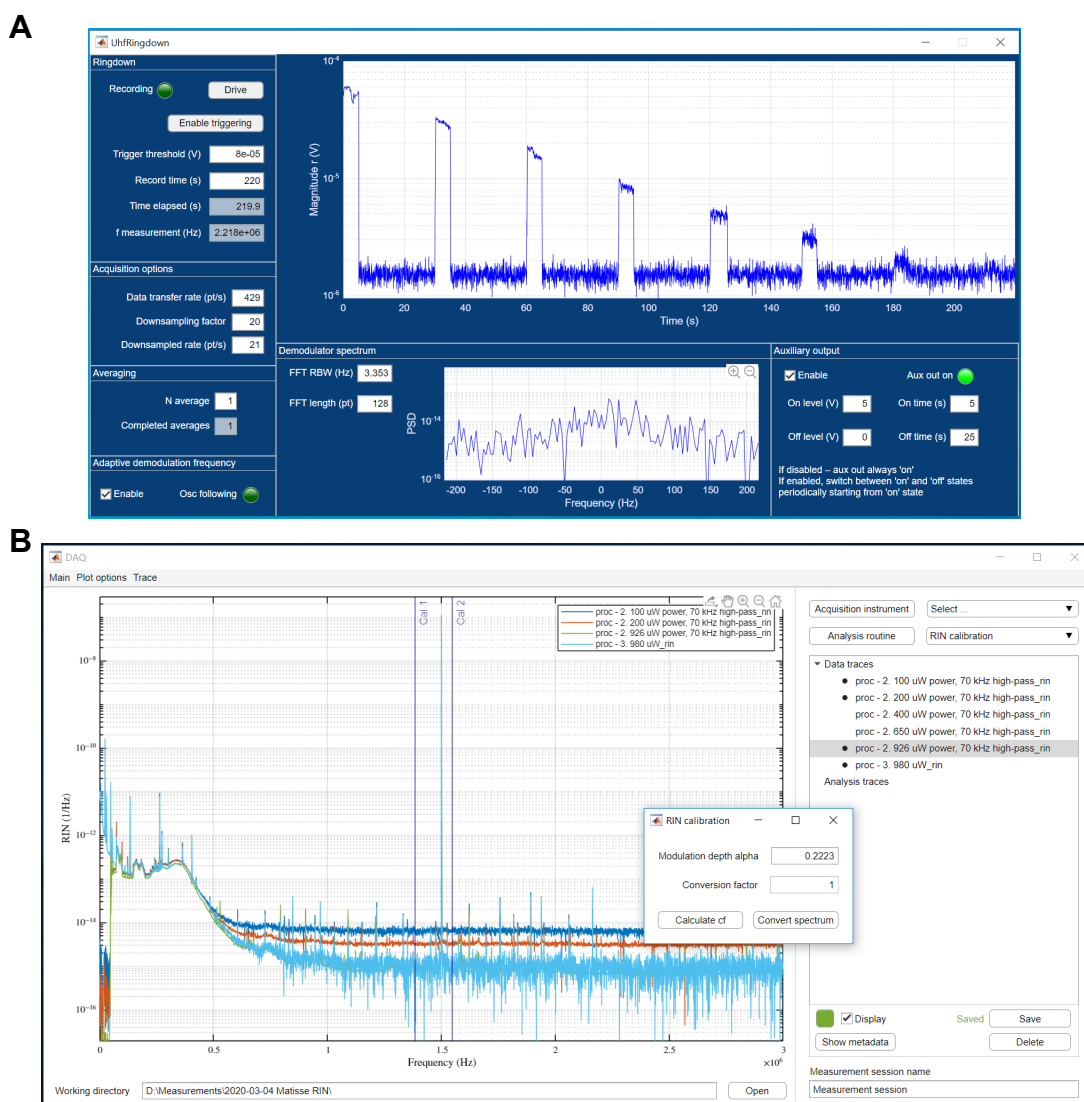 A
UhfRingdown
Ringdown
Recording
Drive
Enable triggering
Trigger threshold (V) 8e-05
Record time (s) 220
Time elapsed (s) 219.9
f measurement (Hz) 2.218e+06
Acquisition options
Data transfer rate (pt/s) 429
Downsampling factor 20
Downsampled rate (pt/s) 21
Averaging
N average 1
Completed averages 1
Adaptive demodulation frequency
Enable Osc following
10-4
10-5
10-6
Magnitude r (V)
0 20 40 60 80 100 120 140 160 180 200
Time (s)
Demodulator spectrum
FFT RBW (Hz) 3.353
FFT length (pt) 128
PSD
10-14
10-16
-200 -150 -100 -50 0 50 100 150 200
Frequency (Hz)
Auxiliary output
Enable Aux out on
On level (V) 5 On time (s) 5
Off level (V) 0 Off time (s) 25
If disabled – aux out always 'on'
If enabled, switch between 'on' and 'off' states
periodically starting from 'on' state
B
DAQ
Main Plot options Trace
Cal 1
Cal 2
proc - 2. 100 uW power, 70 kHz high-pass_rin
proc - 2. 200 uW power, 70 kHz high-pass_rin
proc - 2. 926 uW power, 70 kHz high-pass_rin
proc - 3. 980 uW_rin
10-8
10-10
10-12
10-14
10-16
RIN (1/Hz)
0 0.5 1 1.5 2 2.5 3
×10^6
Frequency (Hz)
Acquisition instrument Select ...
Analysis routine RIN calibration
Data traces
proc - 2. 100 uW power, 70 kHz high-pass_rin
proc - 2. 200 uW power, 70 kHz high-pass_rin
proc - 2. 400 uW power, 70 kHz high-pass_rin
proc - 2. 650 uW power, 70 kHz high-pass_rin
proc - 2. 926 uW power, 70 kHz high-pass_rin
proc - 3. 980 uW_rin
Analysis traces
RIN calibration
Modulation depth alpha 0.2223
Conversion factor 1
Calculate cf Convert spectrum
Display Saved Save
Show metadata Delete
Measurement session name
Measurement session
Working directory D:\Measurements\2020-03-04 Matisse RIN\ Open